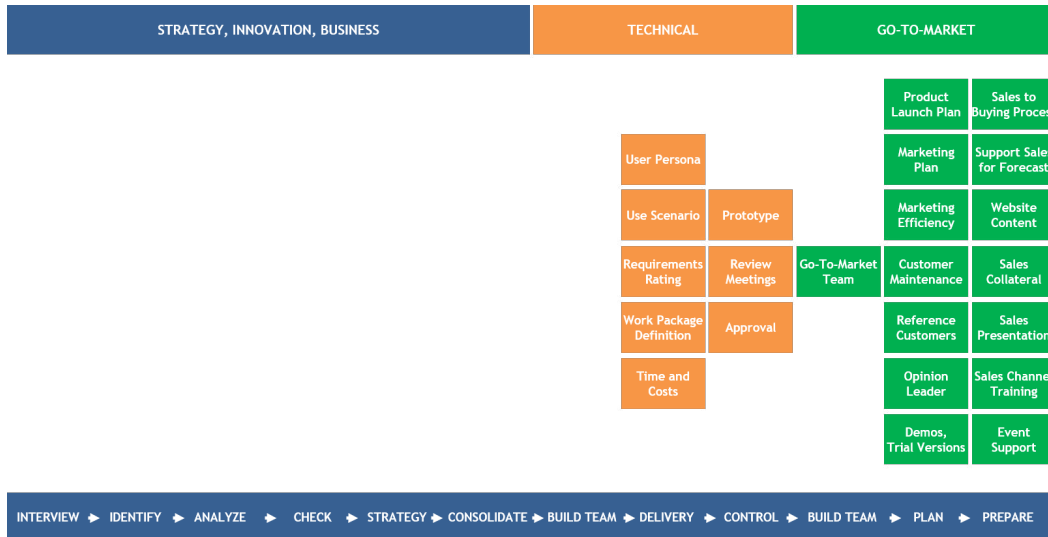 STRATEGY, INNOVATION, BUSINESS
TECHNICAL
GO-TO-MARKET
Product
Launch Plan
Sales to
Buying Proces
User Persona
Marketing
Plan
Support Sale
for Forecast
Use Scenario
Prototype
Marketing
Efficiency
Website
Content
Requirements
Rating
Review
Meetings
Go-To-Market
Team
Customer
Maintenance
Sales
Collateral
Work Package
Definition
Approval
Reference
Customers
Sales
Presentation
Time and
Costs
Opinion
Leader
Sales Channe
Training
Demos,
Trial Versions
Event
Support
INTERVIEW IDENTIFY ANALYZE CHECK STRATEGY CONSOLIDATE BUILD TEAM DELIVERY CONTROL BUILD TEAM PLAN PREPARE